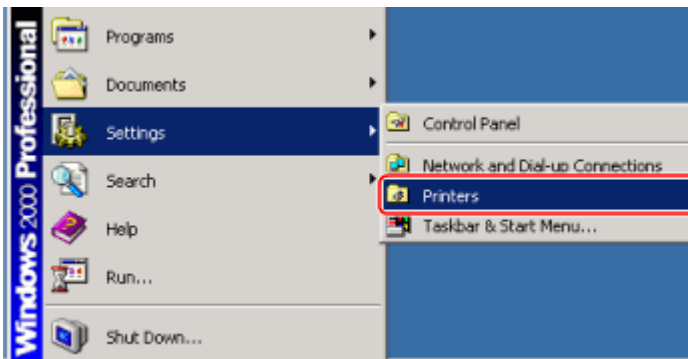 Windows 2000 Professional
Programs
Documents
Settings
Search
Help
Run...
Shut Down...
Control Panel
Network and Dial-up Connections
Printers
Taskbar & Start Menu...